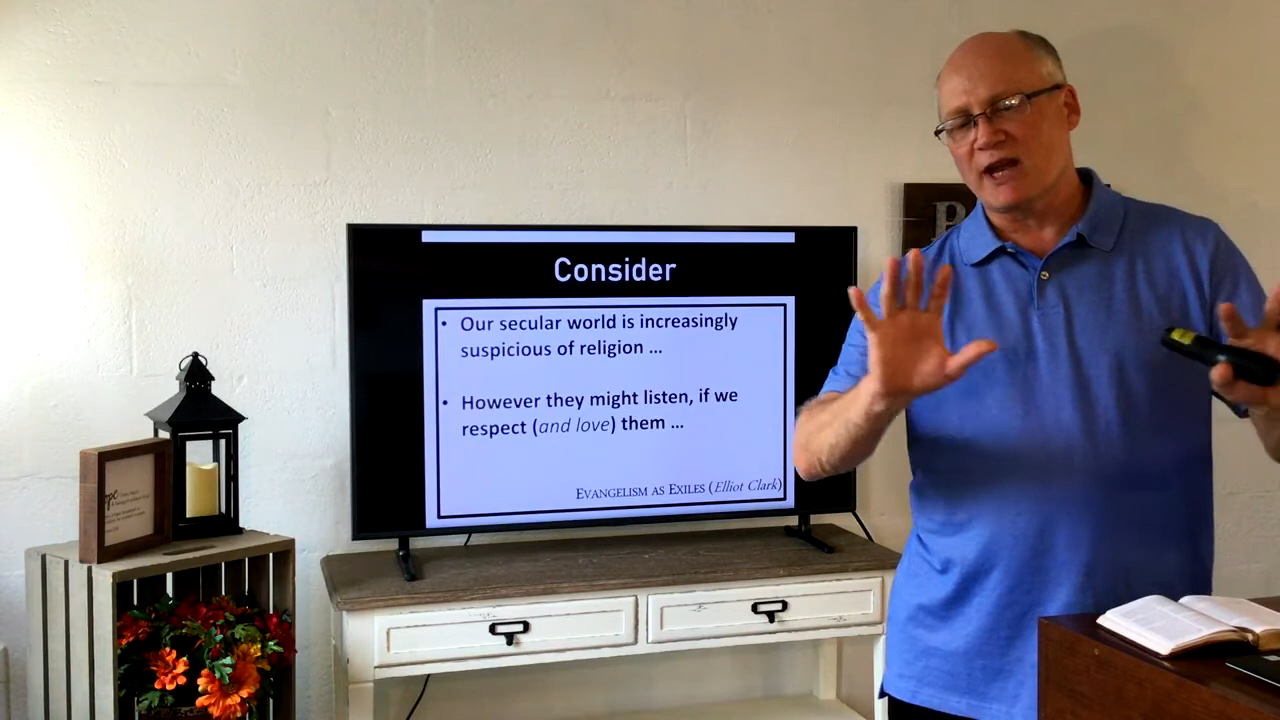 Consider
• Our secular world is increasingly
suspicious of religion ...
• However they might listen, if we
respect (and love) them ...
EVANGELISM AS EXILES (Elliot Clark)